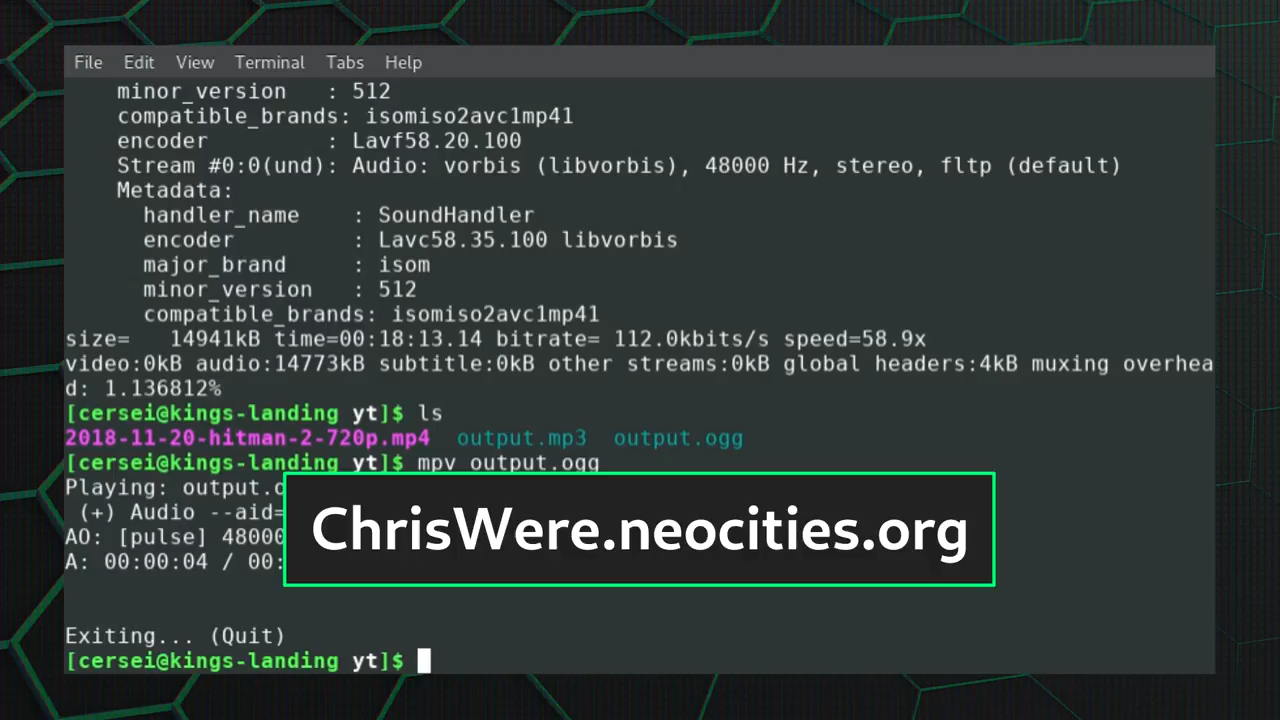 File Edit View Terminal Tabs Help
minor_version : 512
compatible_brands: isomiso2avc1mp41
encoder : Lavf58.20.100
Stream #0:0(und): Audio: vorbis (libvorbis), 48000 Hz, stereo, fltp (default)
Metadata:
handler_name : SoundHandler
encoder : Lavc58.35.100 libvorbis
major_brand : isom
minor_version : 512
compatible_brands: isomiso2avc1mp41
size= 14941kB time=00:18:13.14 bitrate= 112.0kbits/s speed=58.9x
video:0kB audio:14773kB subtitle:0kB other streams:0kB global headers:4kB muxing overhea
d: 1.136812%
[cersei@kings-landing yt]$ ls
2018-11-20-hitman-2-720p.mp4 output.mp3 output.ogg
[cersei@kings-landing yt]$ mpv output.ogg
Playing: output.o
(+) Audio --aid=
AO: [pulse] 48000
A: 00:00:04 / 00:
ChrisWere.neocities.org
Exiting... (Quit)
[cersei@kings-landing yt]$